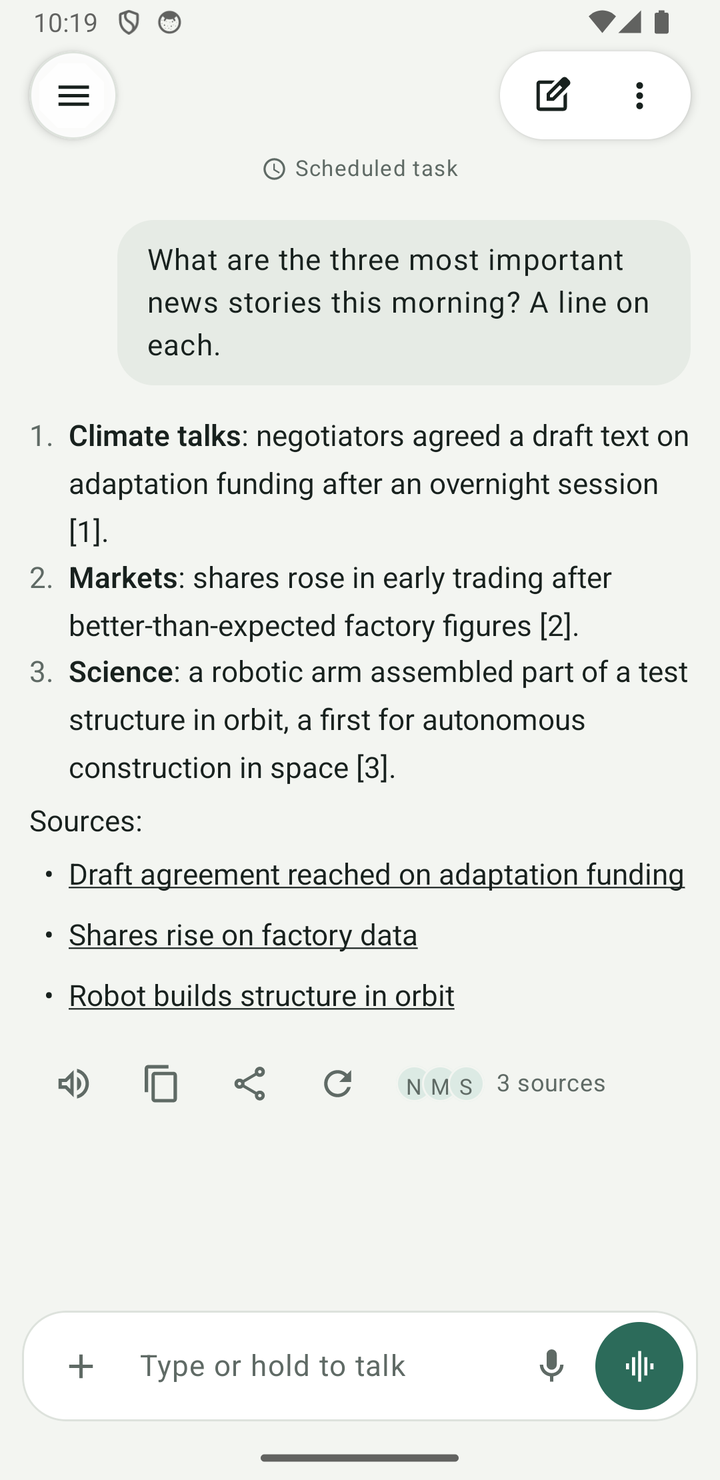 10:19
Scheduled task
What are the three most important
news stories this morning? A line on
each.
1. Climate talks: negotiators agreed a draft text on
adaptation funding after an overnight session
[1].
2. Markets: shares rose in early trading after
better-than-expected factory figures [2].
3. Science: a robotic arm assembled part of a test
structure in orbit, a first for autonomous
construction in space [3].
Sources:
• Draft agreement reached on adaptation funding
• Shares rise on factory data
• Robot builds structure in orbit
N M S 3 sources
Type or hold to talk